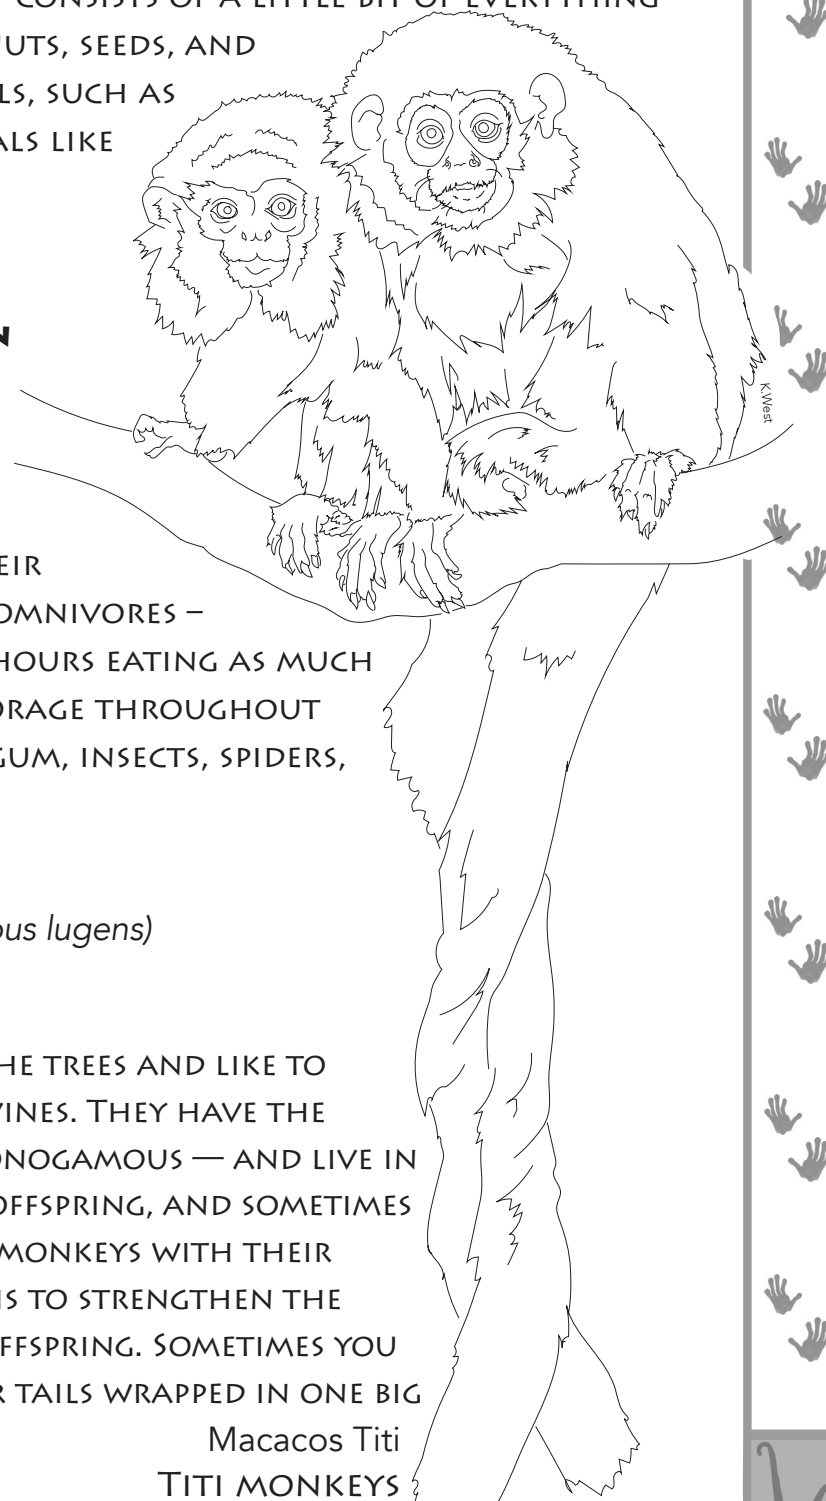 CONSISTS OF A LITTLE BIT OF EVERYTHING
UTS, SEEDS, AND
LS, SUCH AS
ALS LIKE
N
K.West
EIR
OMNIVORES –
HOURS EATING AS MUCH
ORAGE THROUGHOUT
GUM, INSECTS, SPIDERS,
ous lugens)
HE TREES AND LIKE TO
VINES. THEY HAVE THE
ONOGAMOUS — AND LIVE IN
OFFSPRING, AND SOMETIMES
MONKEYS WITH THEIR
IS TO STRENGTHEN THE
FFSPRING. SOMETIMES YOU
R TAILS WRAPPED IN ONE BIG
Macacos Titi
TITI MONKEYS